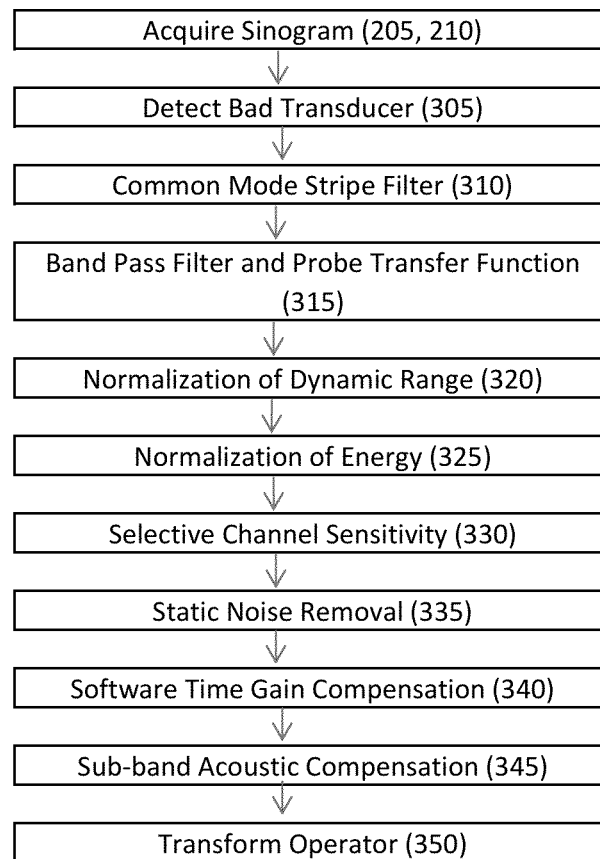 Acquire Sinogram (205, 210)
Detect Bad Transducer (305)
Common Mode Stripe Filter (310)
Band Pass Filter and Probe Transfer Function
(315)
Normalization of Dynamic Range (320)
Normalization of Energy (325)
Selective Channel Sensitivity (330)
Static Noise Removal (335)
Software Time Gain Compensation (340)
Sub-band Acoustic Compensation (345)
Transform Operator (350)